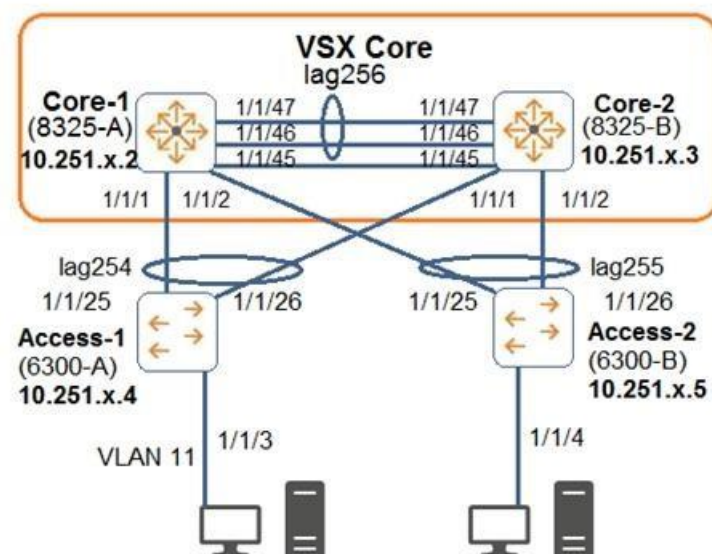 VSX Core
lag256
Core-1
(8325-A)
10.251.x.2
1/1/47
1/1/46
1/1/45
1/1/47
1/1/46
1/1/45
Core-2
(8325-B)
10.251.x.3
1/1/1
1/1/2
1/1/1
1/1/2
lag254
lag255
1/1/25
1/1/26
1/1/25
1/1/26
Access-1
(6300-A)
10.251.x.4
Access-2
(6300-B)
10.251.x.5
VLAN 11
1/1/3
1/1/4